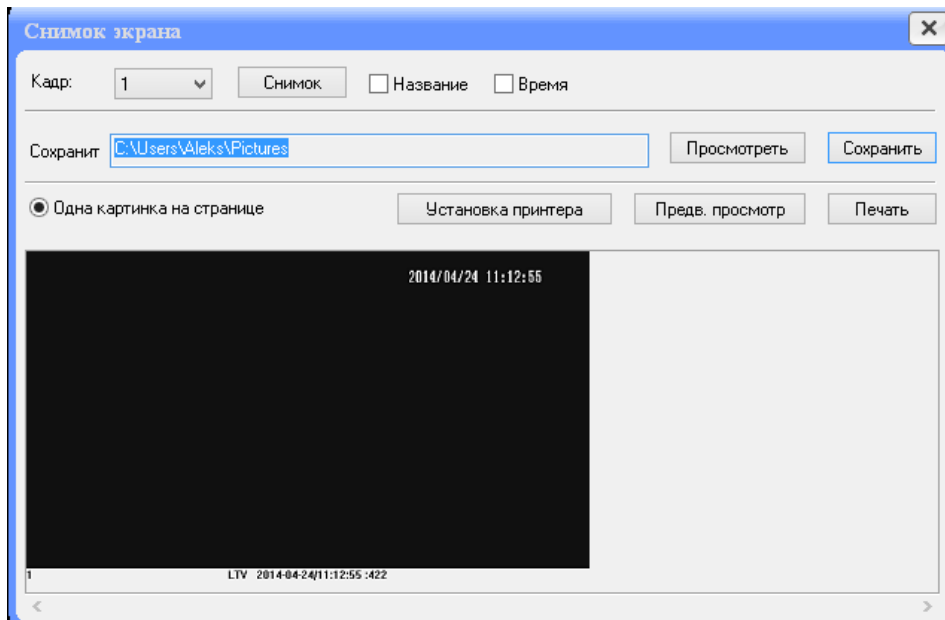 Снимок экрана
Кадр: 1 Снимок Название Время
Сохранит C:\Users\Aleks\Pictures Просмотреть Сохранить
Одна картинка на странице Установка принтера Предв. просмотр Печать
2014/04/24 11:12:55
1 LTV 2014-04-24/11:12:55 :422